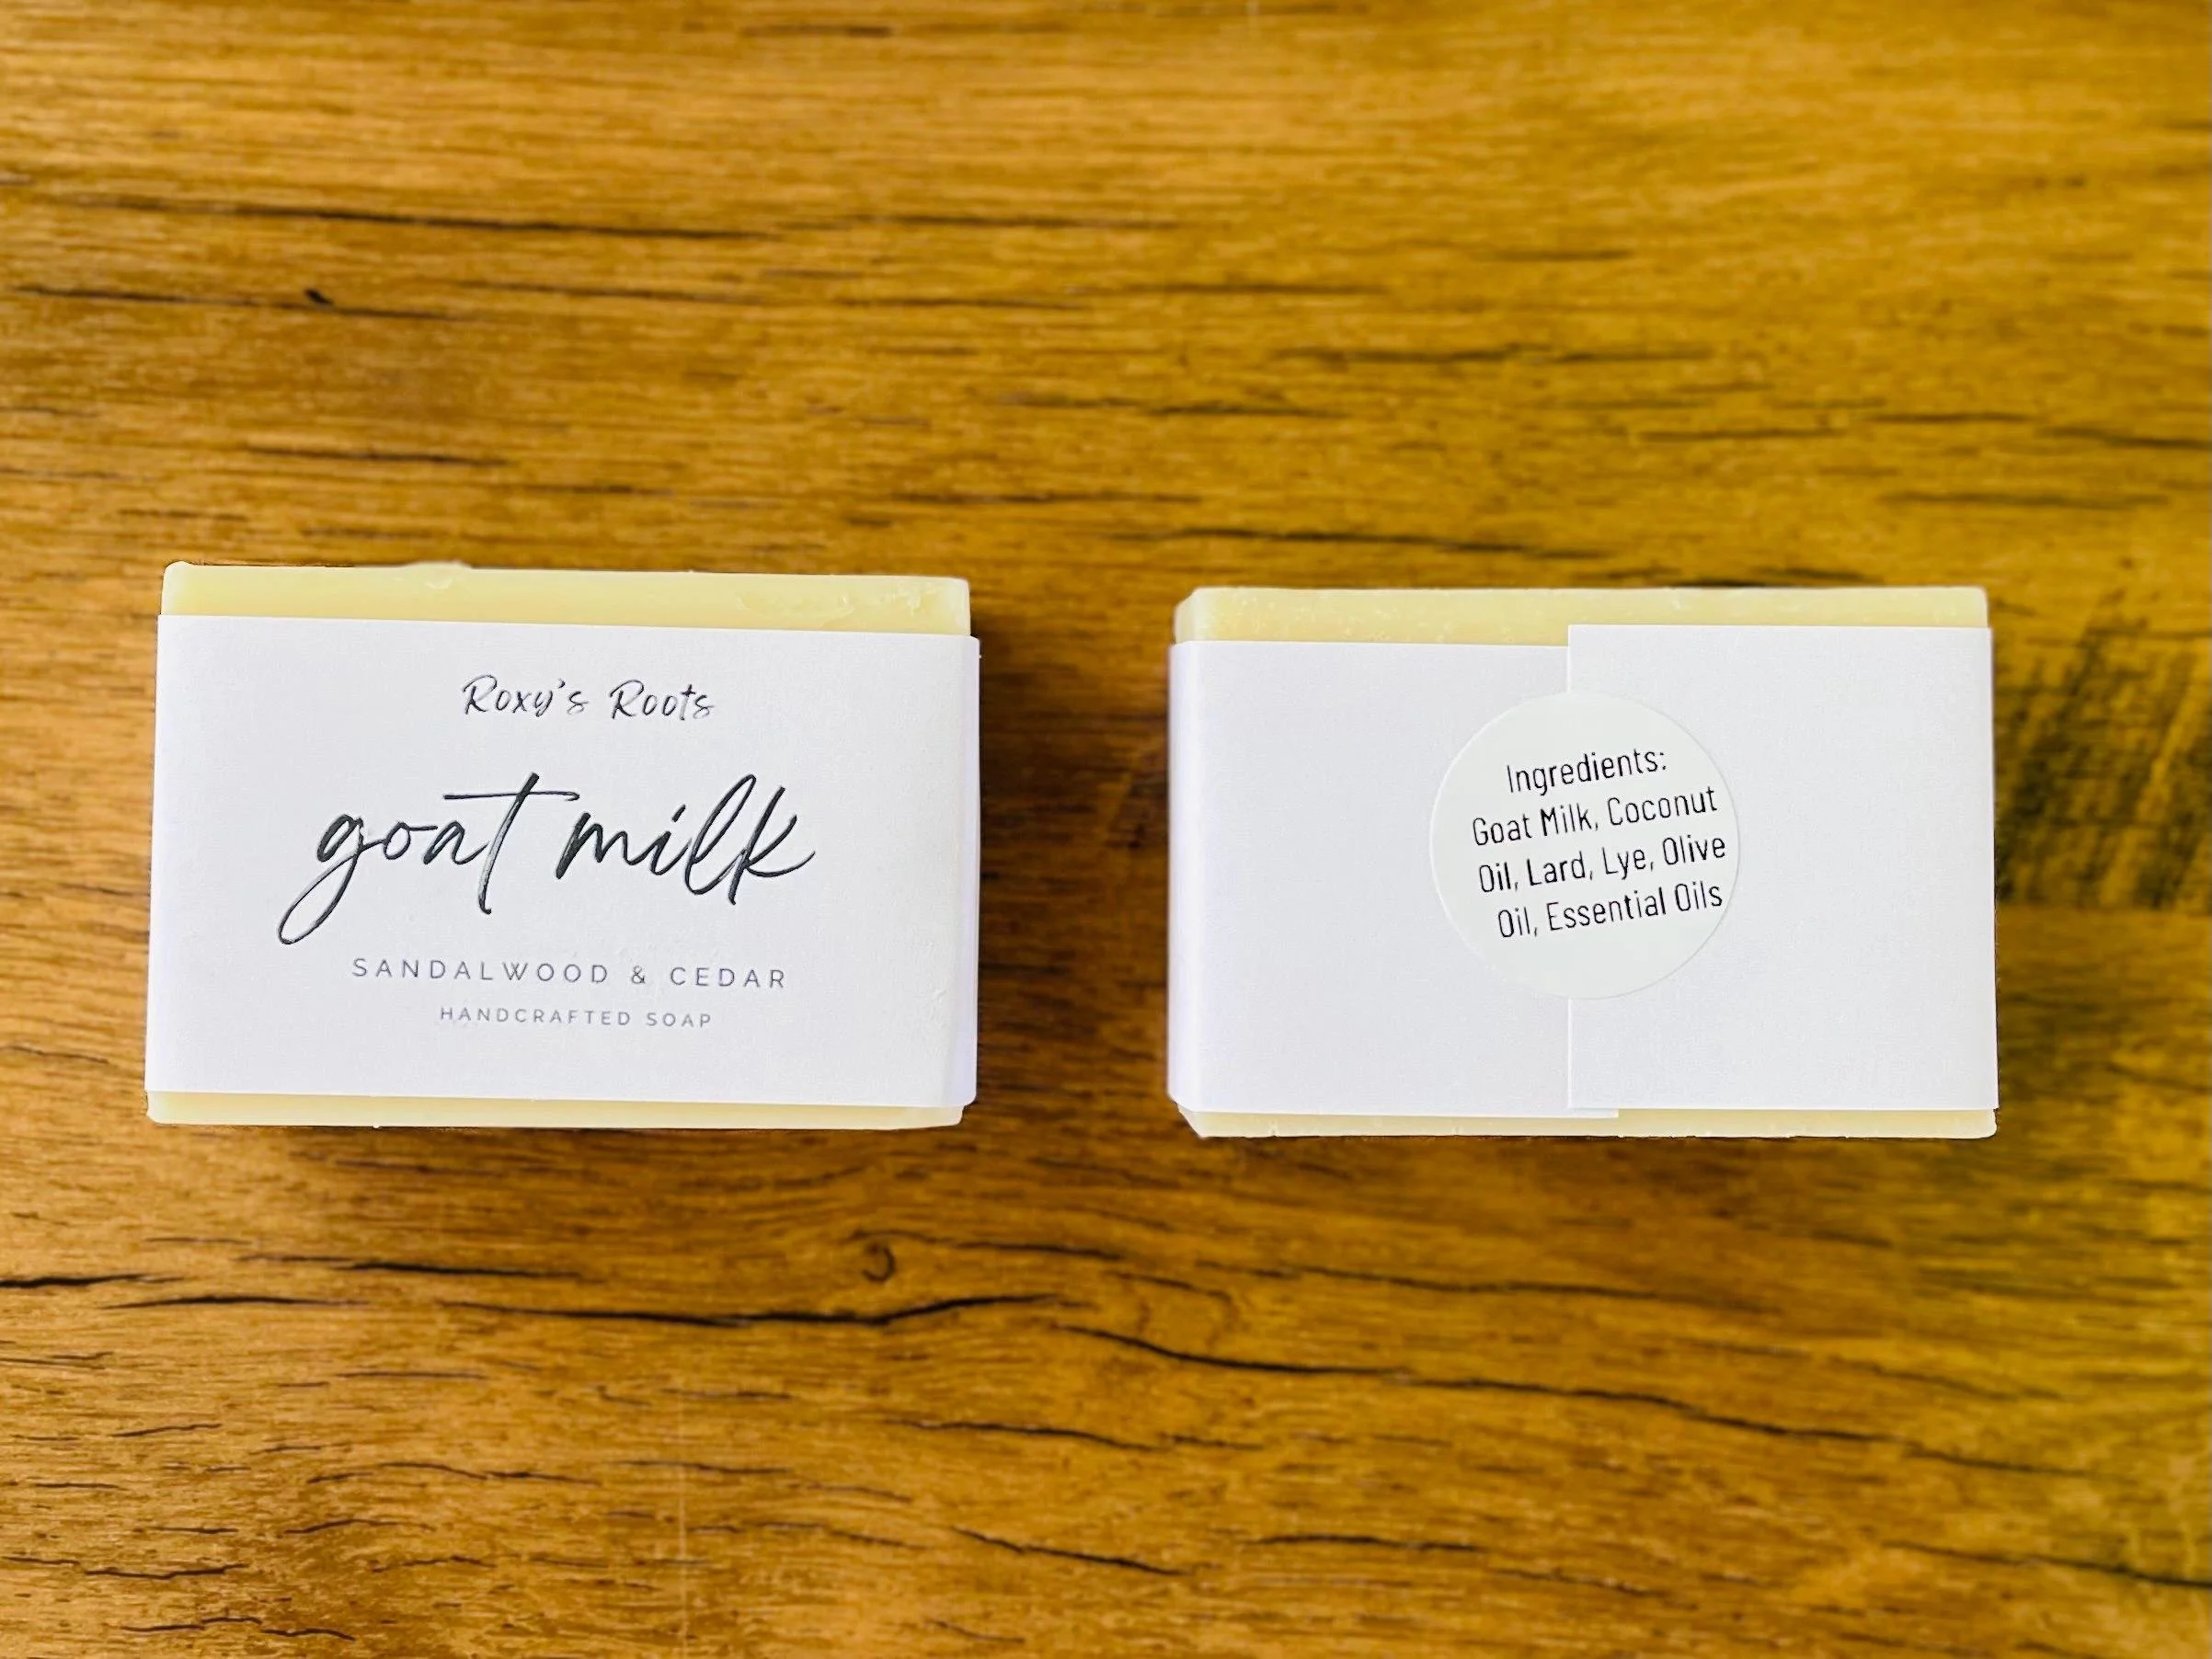 Roxy's Roots
goat milk
SANDALWOOD & CEDAR
HANDCRAFTED SOAP
Ingredients:
Goat Milk, Coconut
Oil, Lard, Lye, Olive
Oil, Essential Oils